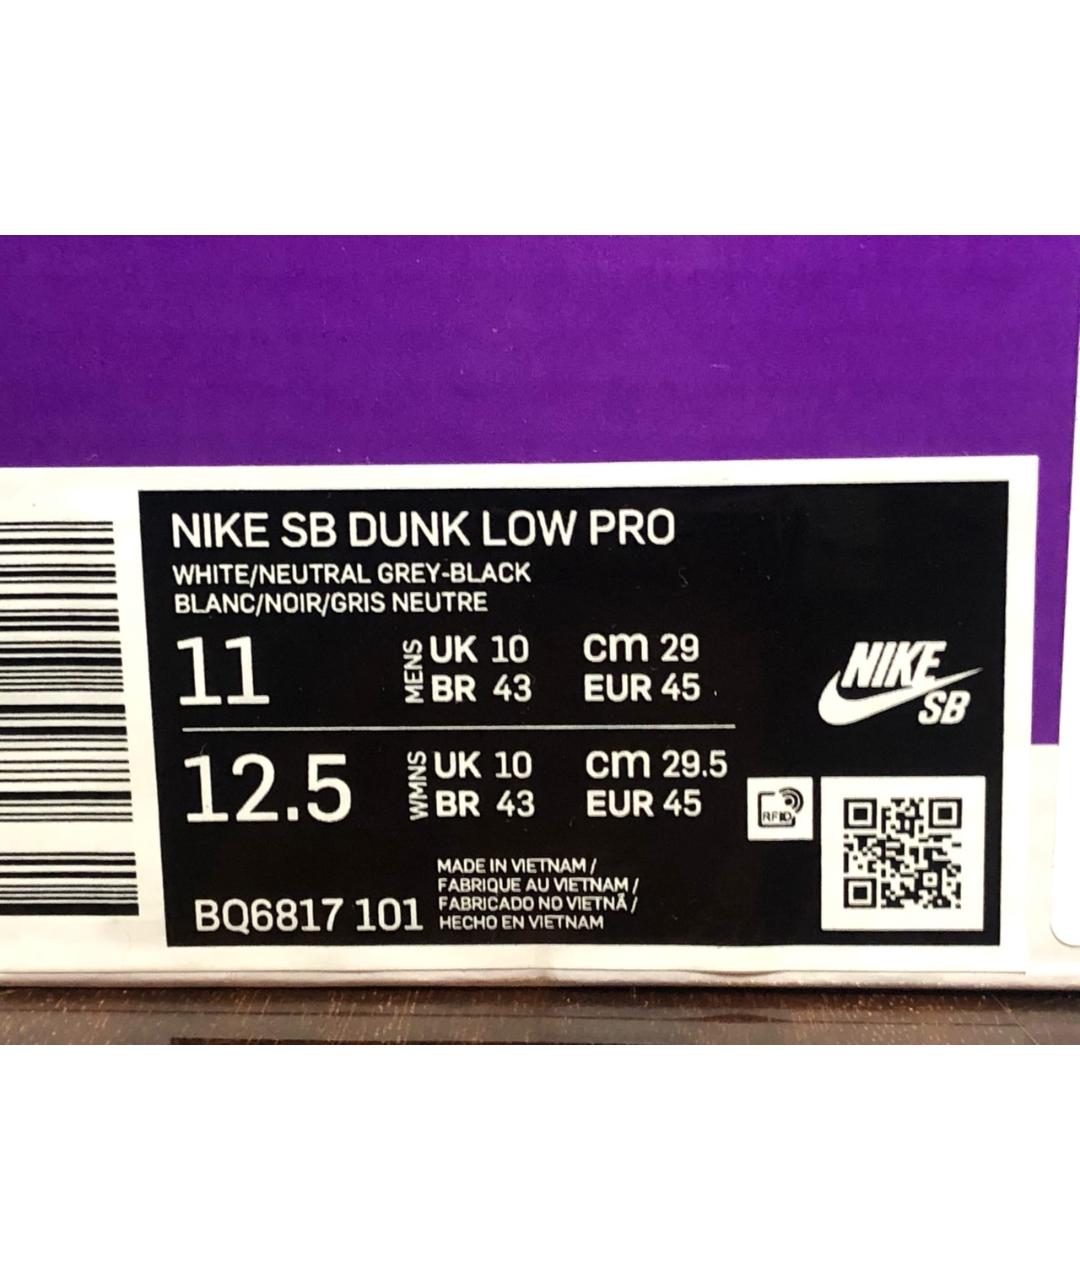 NIKE SB DUNK LOW PRO
WHITE/NEUTRAL GREY-BLACK
BLANC/NOIR/GRIS NEUTRE
11 MENS UK 10 cm 29
BR 43 EUR 45
12.5 WMNS UK 10 cm 29.5
BR 43 EUR 45
NIKE
SB
RFID
MADE IN VIETNAM /
FABRIQUE AU VIETNAM /
FABRICADO NO VIETNÃ /
HECHO EN VIETNAM
BQ6817 101